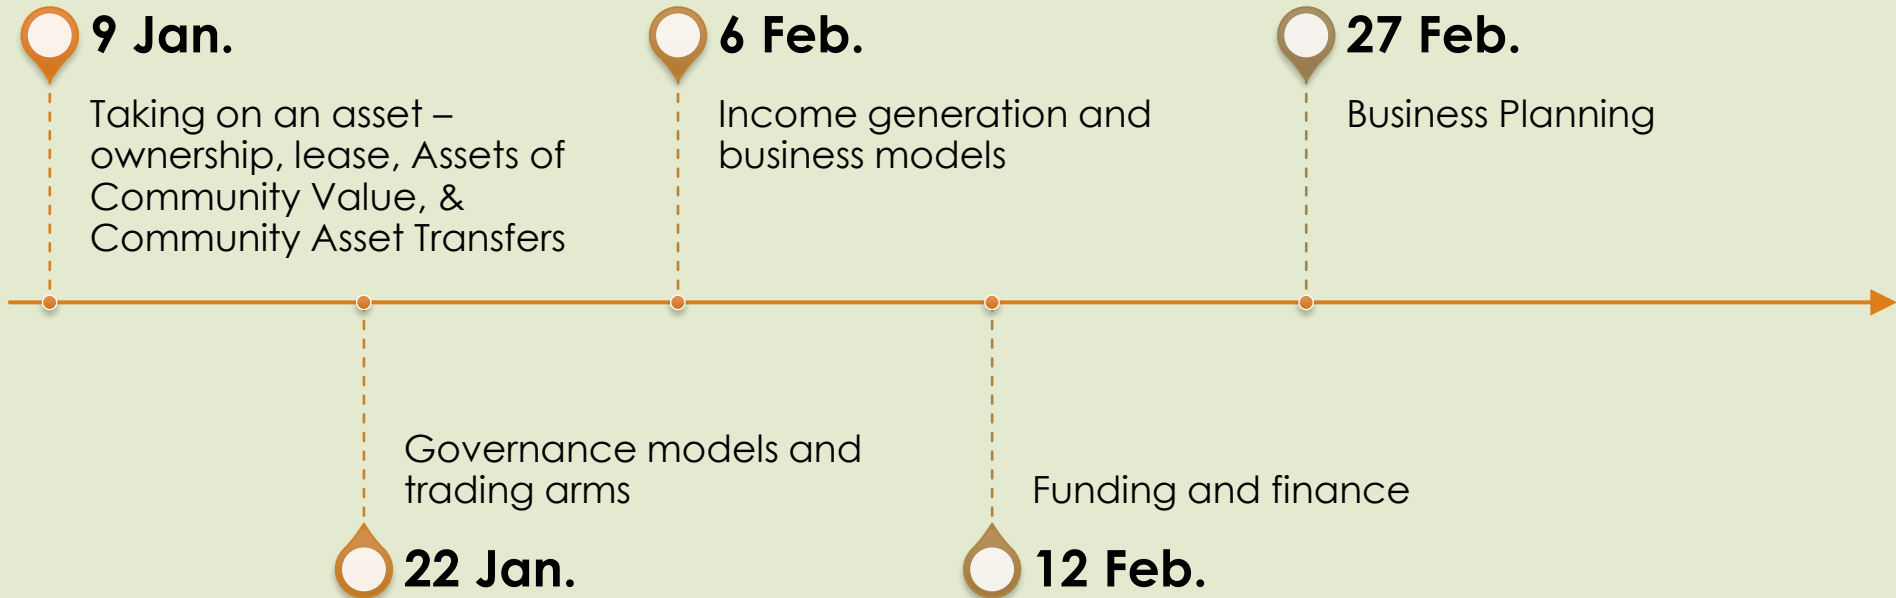 9 Jan.
Taking on an asset –
ownership, lease, Assets of
Community Value, &
Community Asset Transfers
22 Jan.
Governance models and
trading arms
6 Feb.
Income generation and
business models
12 Feb.
Funding and finance
27 Feb.
Business Planning